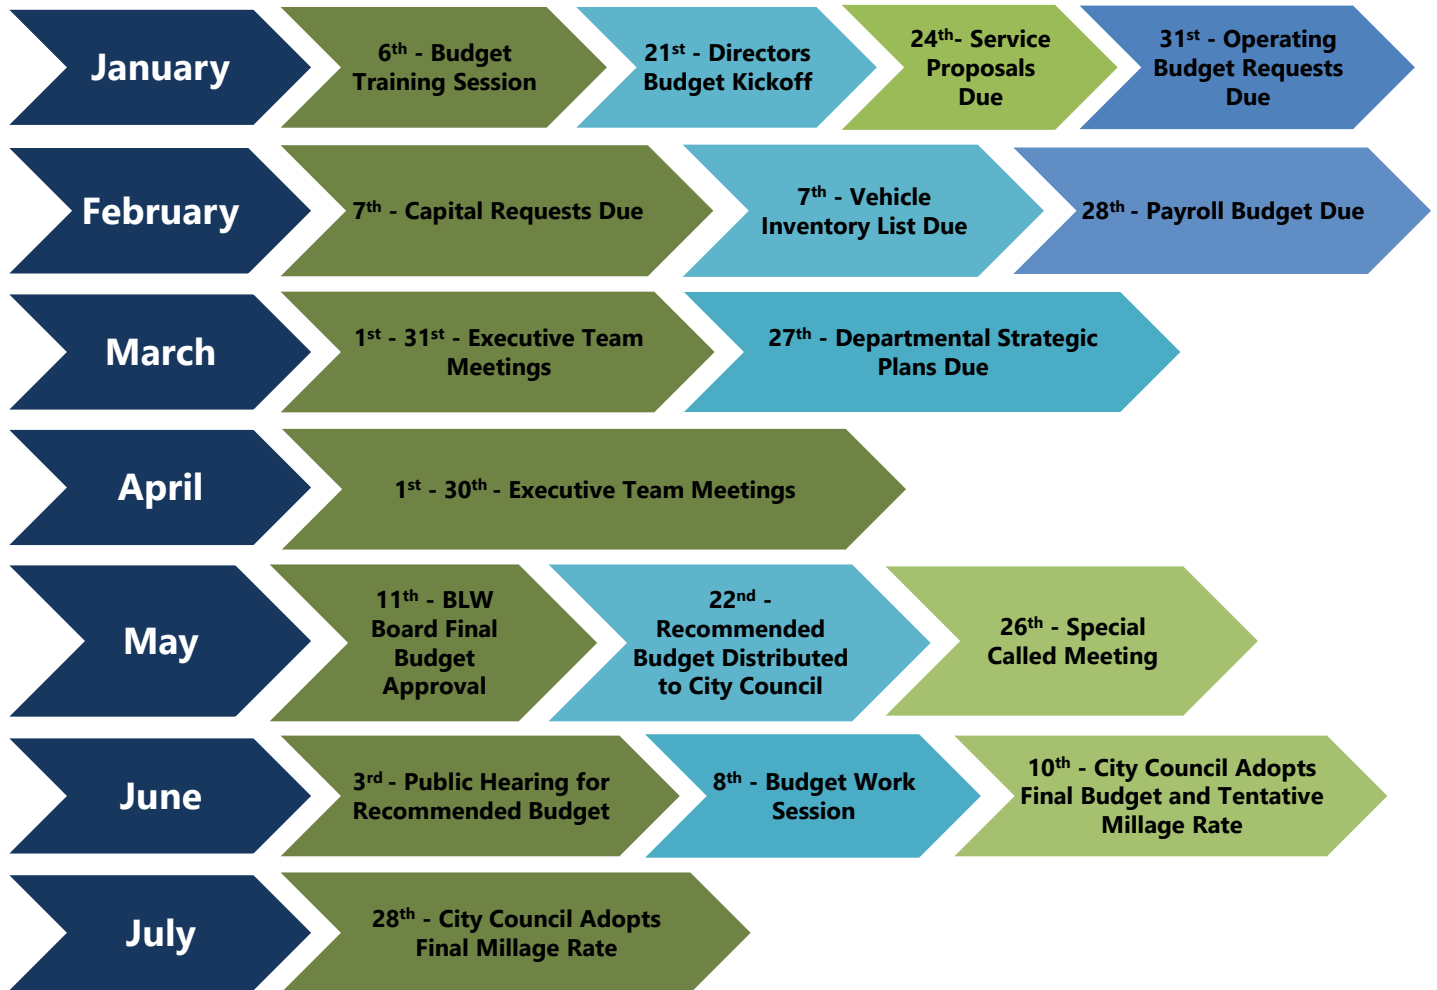 January
6th - Budget
Training Session
21st - Directors
Budget Kickoff
24th- Service
Proposals
Due
31st - Operating
Budget Requests
Due
February
7th - Capital Requests Due
7th - Vehicle
Inventory List Due
28th - Payroll Budget Due
March
1st - 31st - Executive Team
Meetings
27th - Departmental Strategic
Plans Due
April
1st - 30th - Executive Team Meetings
May
11th - BLW
Board Final
Budget
Approval
22nd -
Recommended
Budget Distributed
to City Council
26th - Special
Called Meeting
June
3rd - Public Hearing for
Recommended Budget
8th - Budget Work
Session
10th - City Council Adopts
Final Budget and Tentative
Millage Rate
July
28th - City Council Adopts
Final Millage Rate